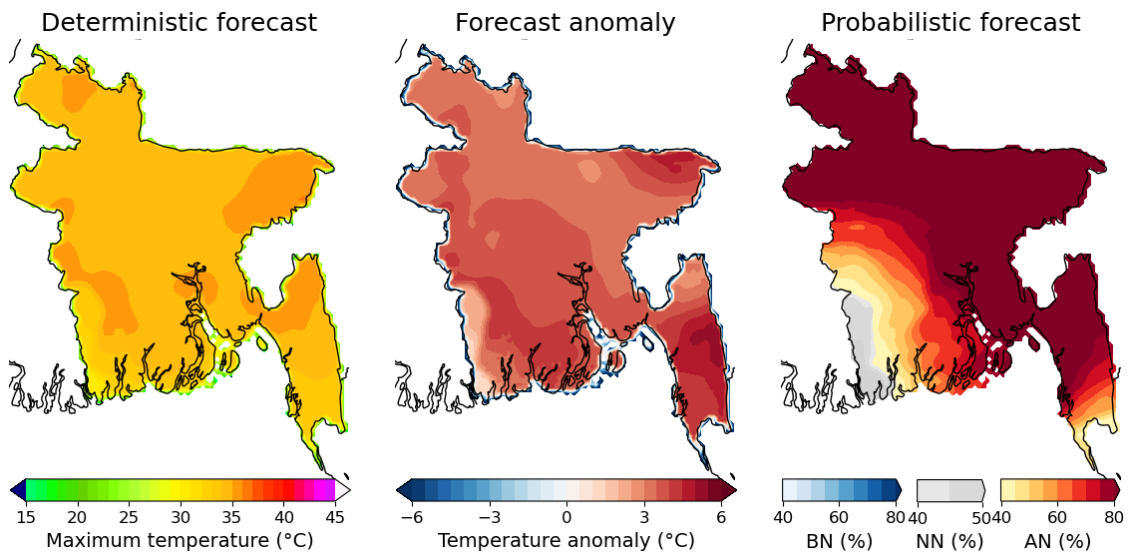 Deterministic forecast
Forecast anomaly
Probabilistic forecast
15 20 25 30 35 40 45
Maximum temperature (°C)
−6 −3 0 3 6
Temperature anomaly (°C)
40 60 80
BN (%)
40 50
NN (%)
40 60 80
AN (%)